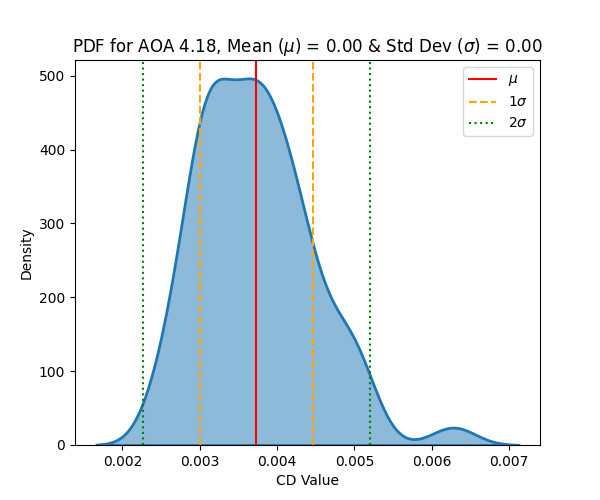 PDF for AOA 4.18, Mean (μ) = 0.00 & Std Dev (σ) = 0.00
μ
1σ
2σ
500
400
300
200
100
0
Density
0.002 0.003 0.004 0.005 0.006 0.007
CD Value